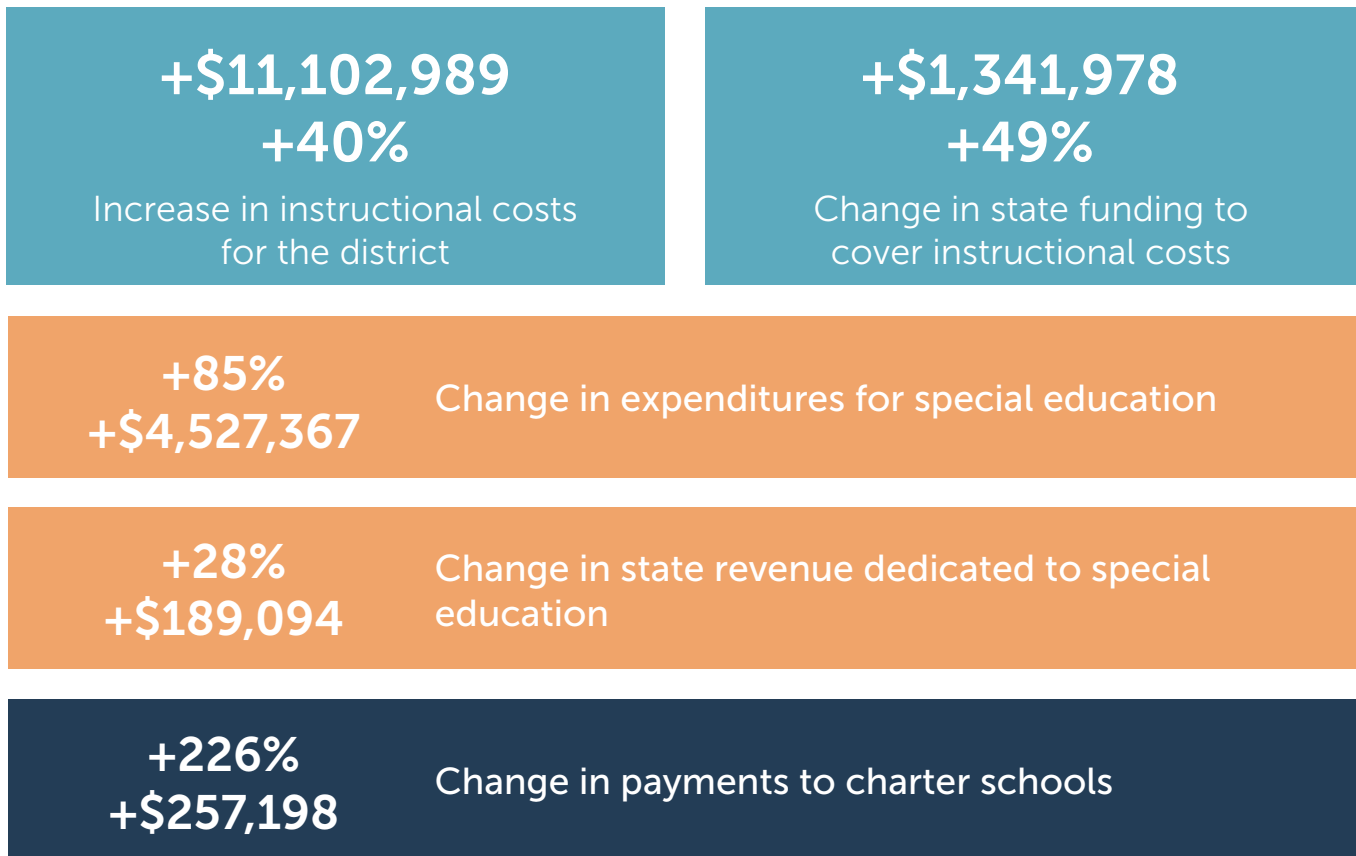 +$11,102,989
+40%
Increase in instructional costs
for the district
+$1,341,978
+49%
Change in state funding to
cover instructional costs
+85%
+$4,527,367
Change in expenditures for special education
+28%
+$189,094
Change in state revenue dedicated to special
education
+226%
+$257,198
Change in payments to charter schools